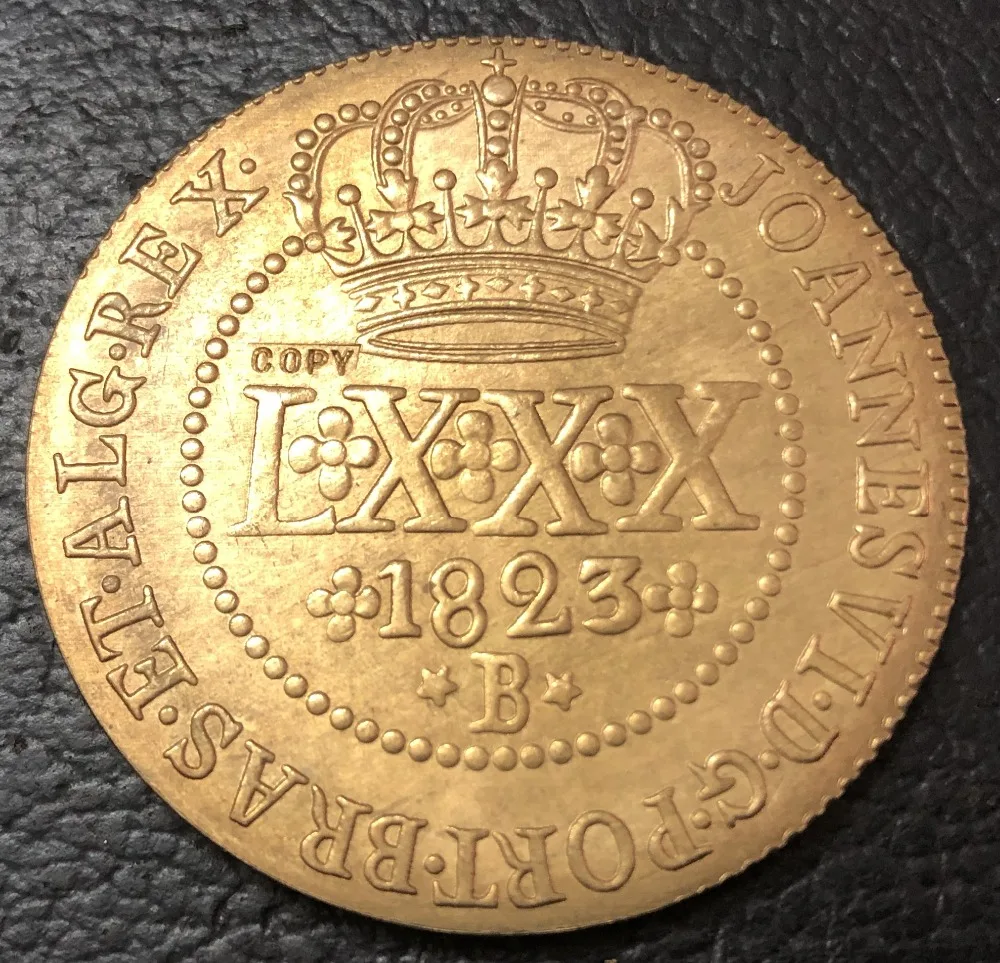 JOANNES VI·D·G·PORT·BRAS·ET·ALG·REX·
COPY
LXXX
1823
B